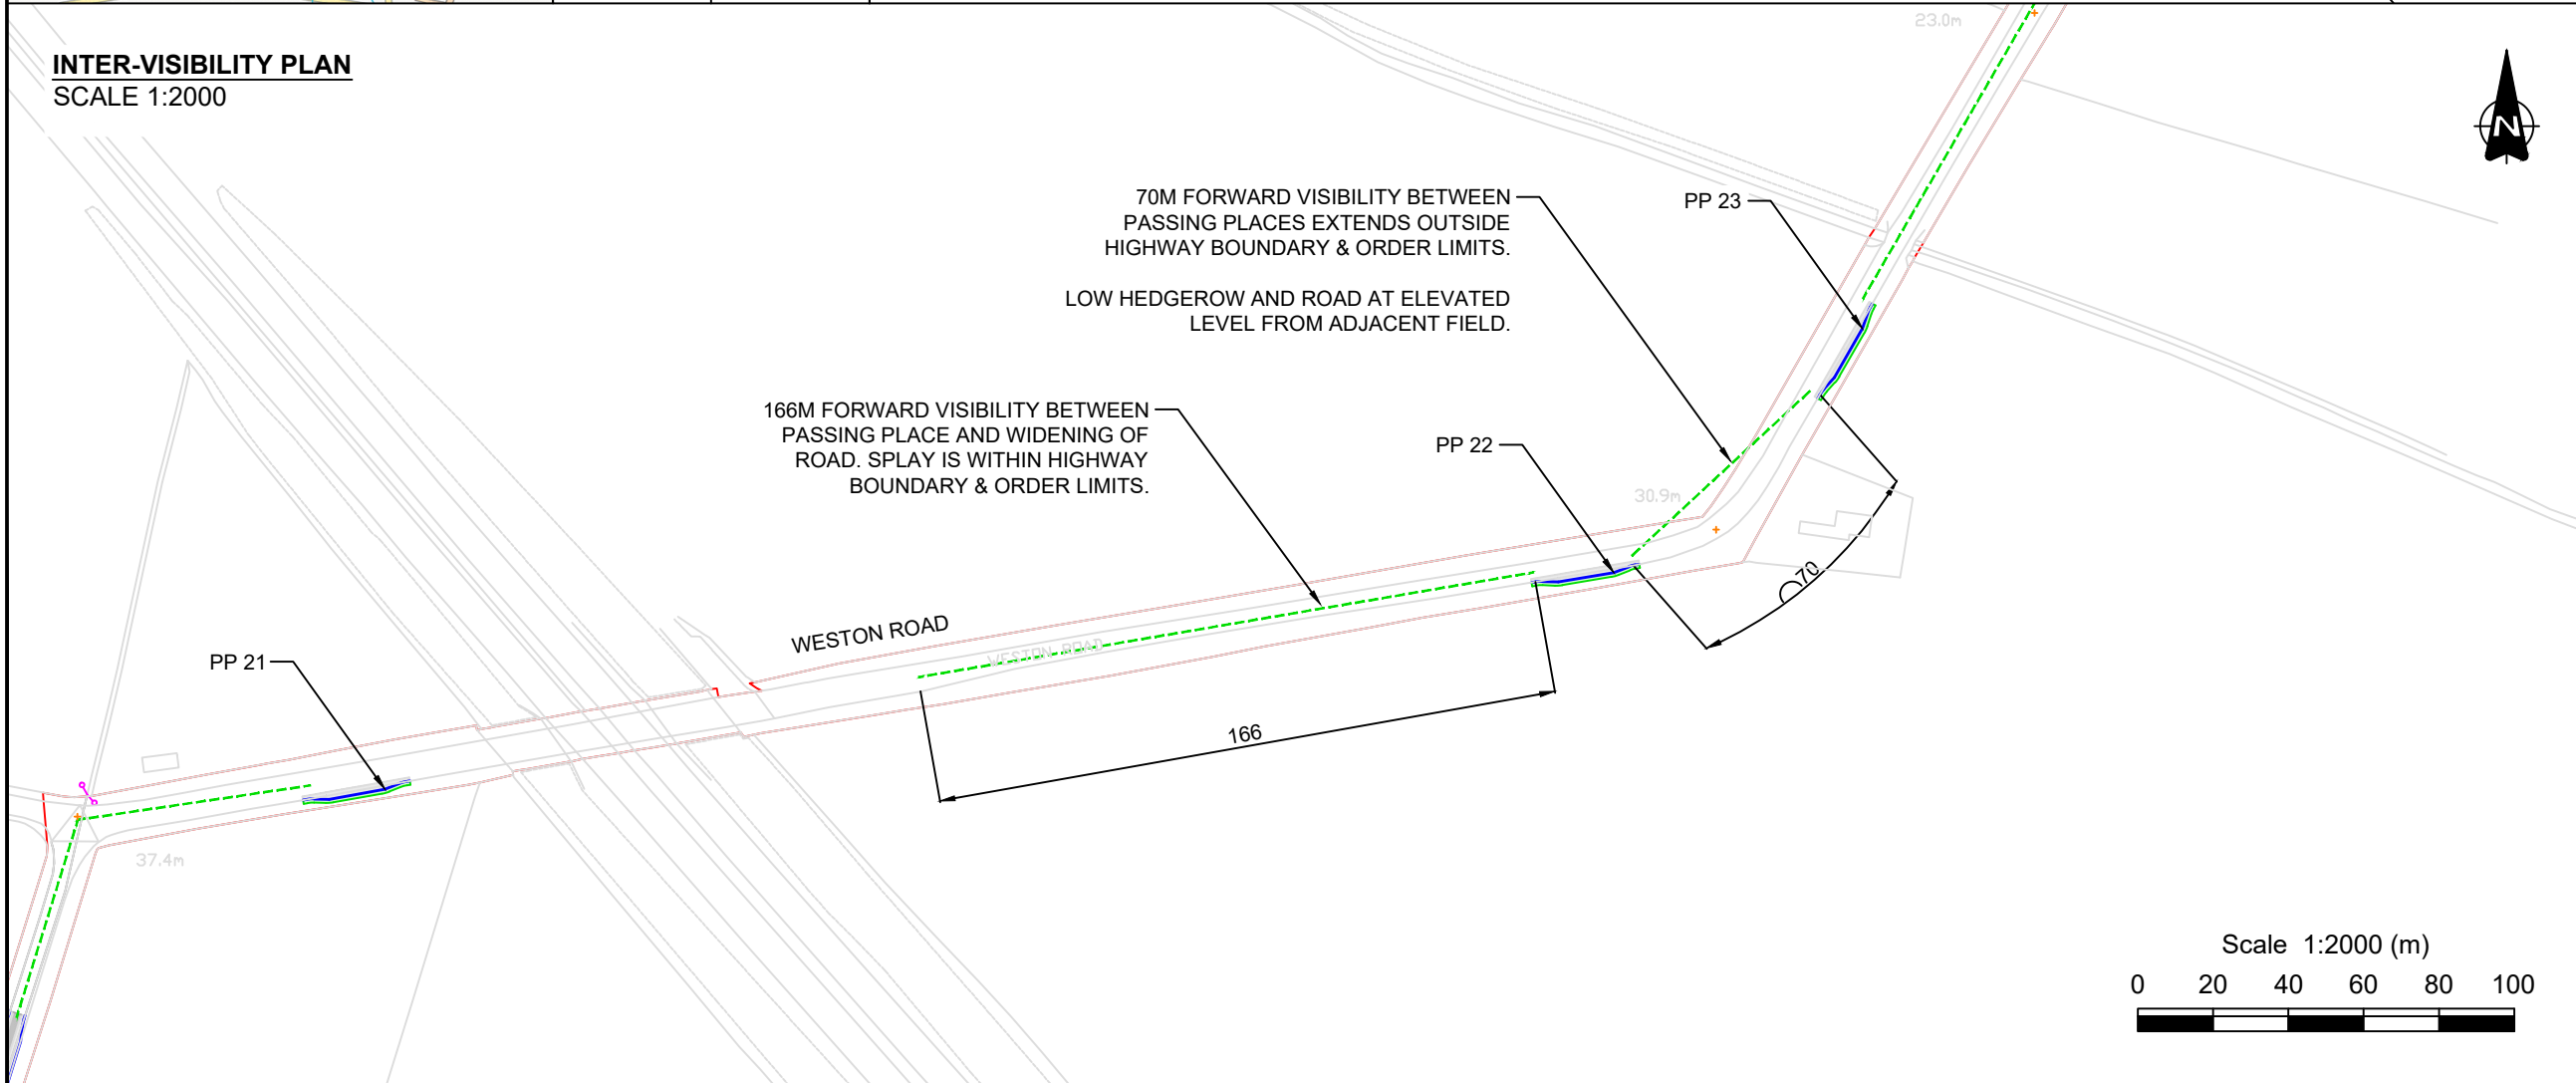 INTER-VISIBILITY PLAN
SCALE 1:2000
23.0m
N
70M FORWARD VISIBILITY BETWEEN
PASSING PLACES EXTENDS OUTSIDE
HIGHWAY BOUNDARY & ORDER LIMITS.
LOW HEDGEROW AND ROAD AT ELEVATED
LEVEL FROM ADJACENT FIELD.
PP 23
166M FORWARD VISIBILITY BETWEEN
PASSING PLACE AND WIDENING OF
ROAD. SPLAY IS WITHIN HIGHWAY
BOUNDARY & ORDER LIMITS.
PP 22
30.9m
70
WESTON ROAD
WESTON ROAD
PP 21
166
37.4m
Scale 1:2000 (m)
0 20 40 60 80 100